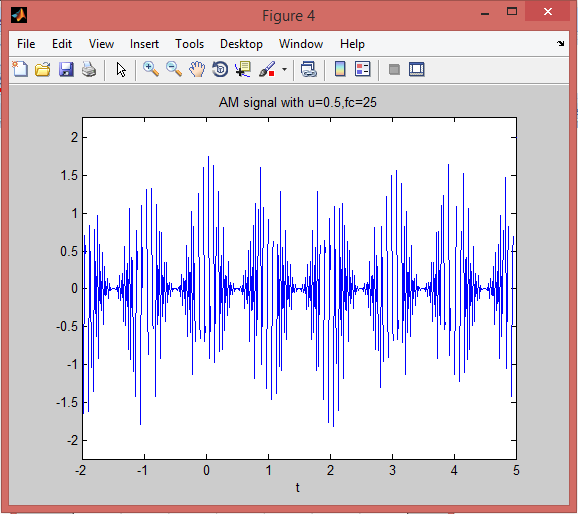 Figure 4
File Edit View Insert Tools Desktop Window Help
AM signal with u=0.5,fc=25
2
1.5
1
0.5
0
-0.5
-1
-1.5
-2
-2 -1 0 1 2 3 4 5
t